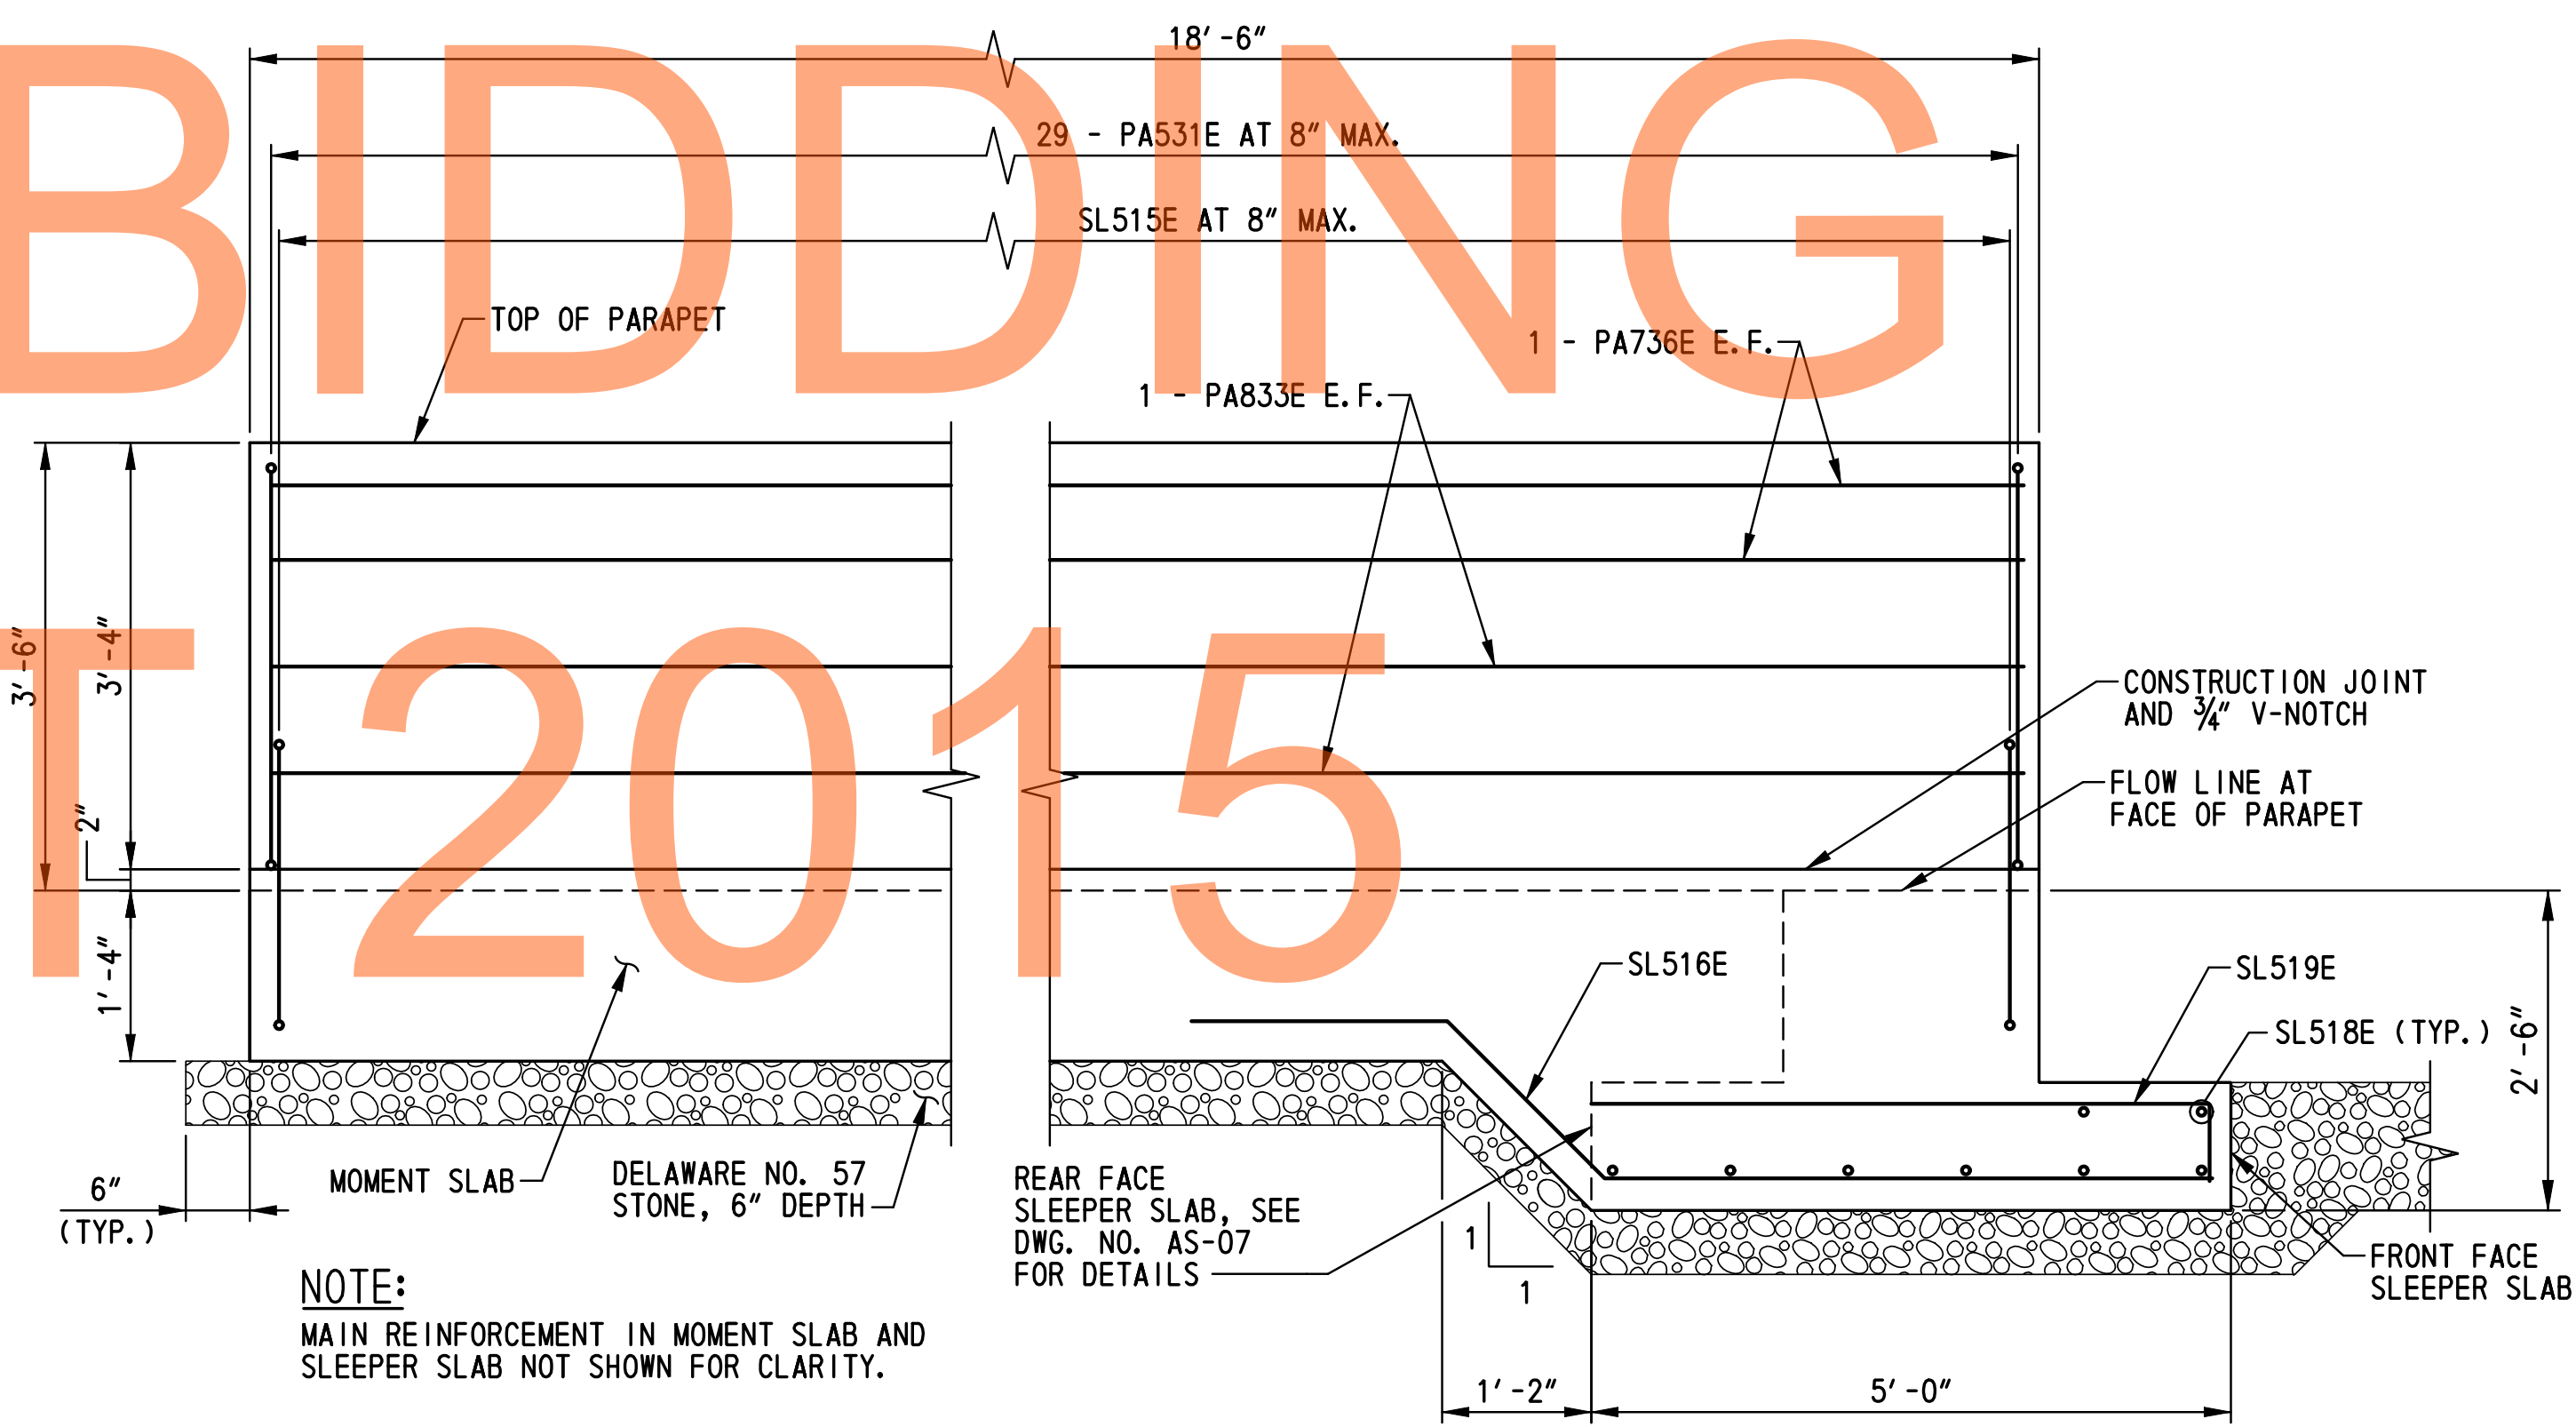 BIDDING
T 2015
18'-6"
29 - PA531E AT 8" MAX.
SL515E AT 8" MAX.
TOP OF PARAPET
1 - PA736E E.F.
1 - PA833E E.F.
3'-6"
3'-4"
2"
1'-4"
CONSTRUCTION JOINT
AND 3/4" V-NOTCH
FLOW LINE AT
FACE OF PARAPET
SL516E
SL519E
SL518E (TYP.)
2'-6"
6"
(TYP.)
MOMENT SLAB
DELAWARE NO. 57
STONE, 6" DEPTH
REAR FACE
SLEEPER SLAB, SEE
DWG. NO. AS-07
FOR DETAILS
1
1
FRONT FACE
SLEEPER SLAB
NOTE:
MAIN REINFORCEMENT IN MOMENT SLAB AND
SLEEPER SLAB NOT SHOWN FOR CLARITY.
1'-2"
5'-0"